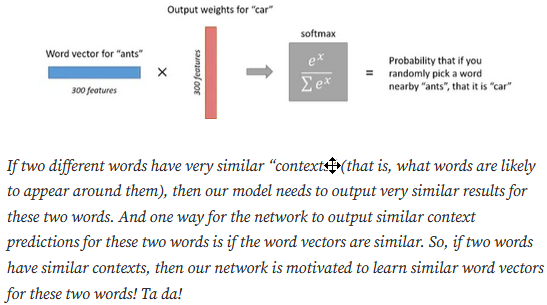 Output weights for "car"
softmax
Word vector for "ants"
300 features
×
300 features
e^x
∑e^x
=
Probability that if you
randomly pick a word
nearby "ants", that it is "car"
If two different words have very similar "contexts (that is, what words are likely
to appear around them), then our model needs to output very similar results for
these two words. And one way for the network to output similar context
predictions for these two words is if the word vectors are similar. So, if two words
have similar contexts, then our network is motivated to learn similar word vectors
for these two words! Ta da!